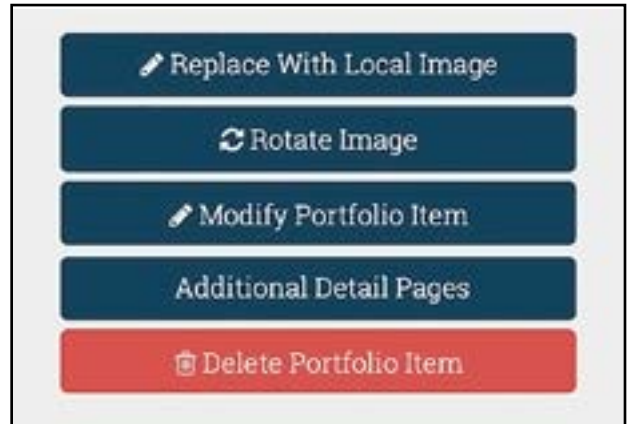 Replace With Local Image
Rotate Image
Modify Portfolio Item
Additional Detail Pages
Delete Portfolio Item